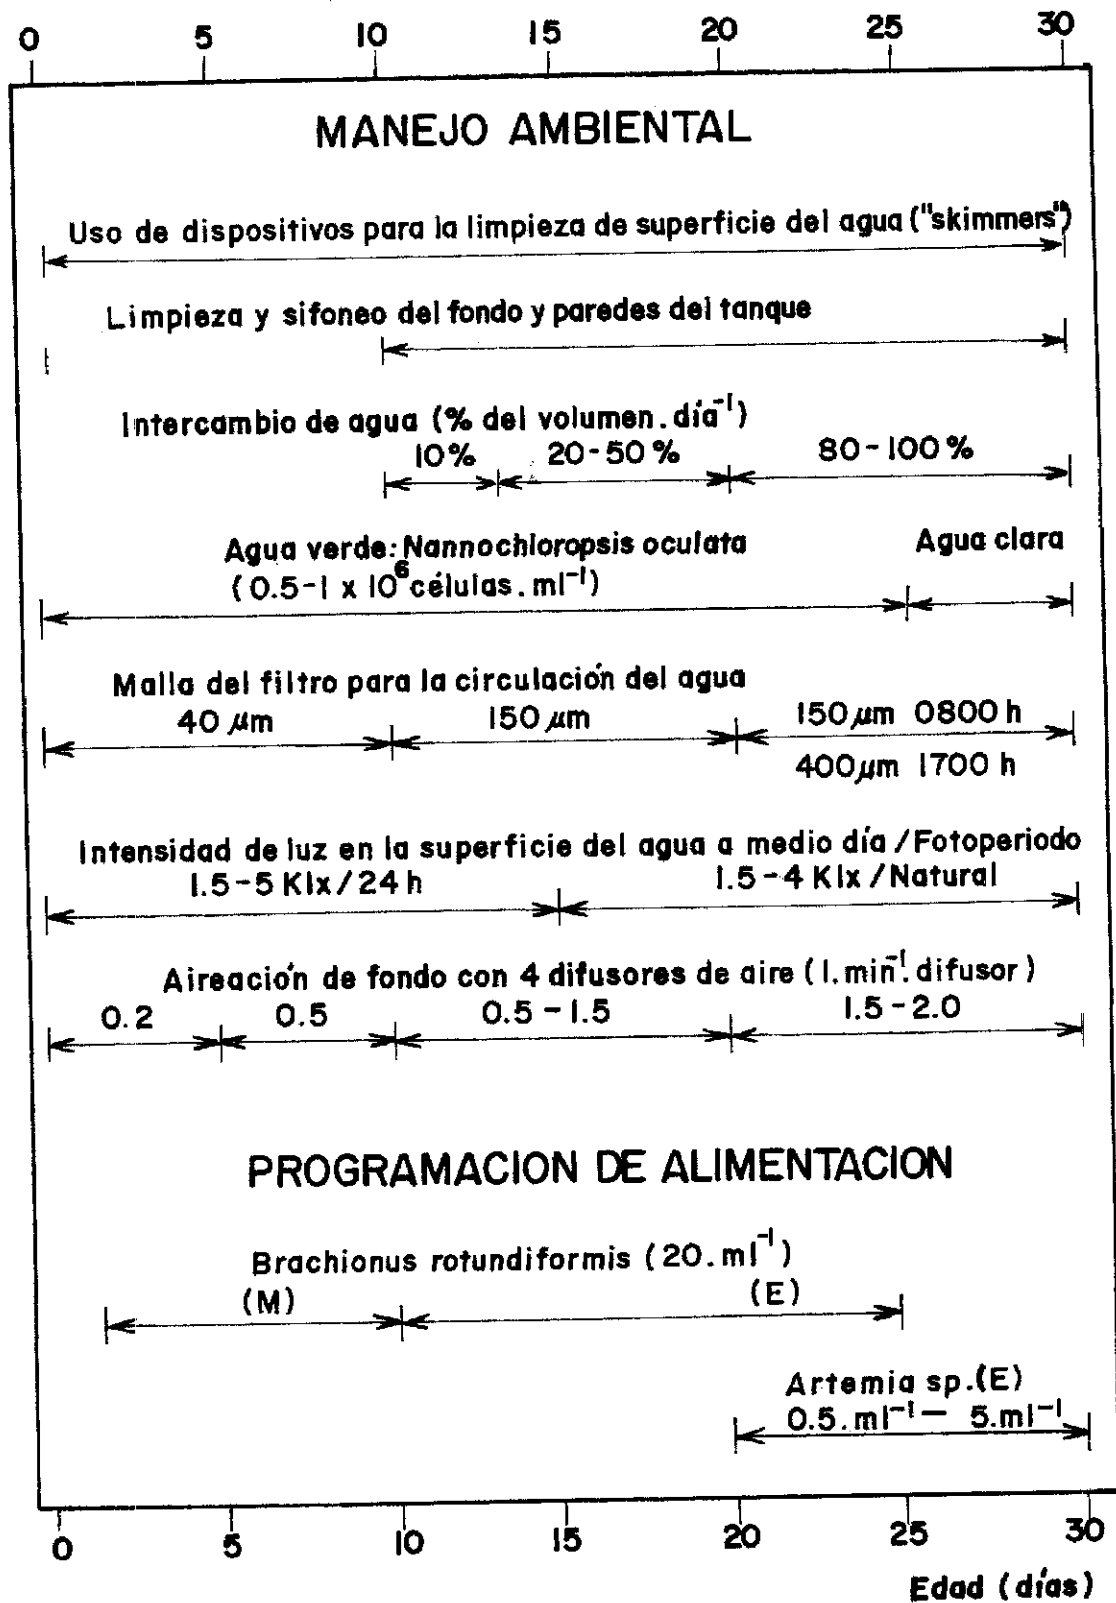 0 5 10 15 20 25 30
MANEJO AMBIENTAL
Uso de dispositivos para la limpieza de superficie del agua ("skimmers")
Limpieza y sifoneo del fondo y paredes del tanque
Intercambio de agua (% del volumen. día⁻¹)
10% 20-50% 80-100%
Agua verde: Nannochloropsis oculata Agua clara
(0.5-1 x 10⁶ células. ml⁻¹)
Malla del filtro para la circulación del agua
40 µm 150 µm 150 µm 0800 h
400 µm 1700 h
Intensidad de luz en la superficie del agua a medio día / Fotoperiodo
1.5-5 Klx/24 h 1.5-4 Klx/Natural
Aireación de fondo con 4 difusores de aire (l. min⁻¹. difusor)
0.2 0.5 0.5-1.5 1.5-2.0
PROGRAMACION DE ALIMENTACION
Brachionus rotundiformis (20. ml⁻¹)
(M) (E)
Artemia sp. (E)
0.5. ml⁻¹ — 5. ml⁻¹
0 5 10 15 20 25 30
Edad (días)